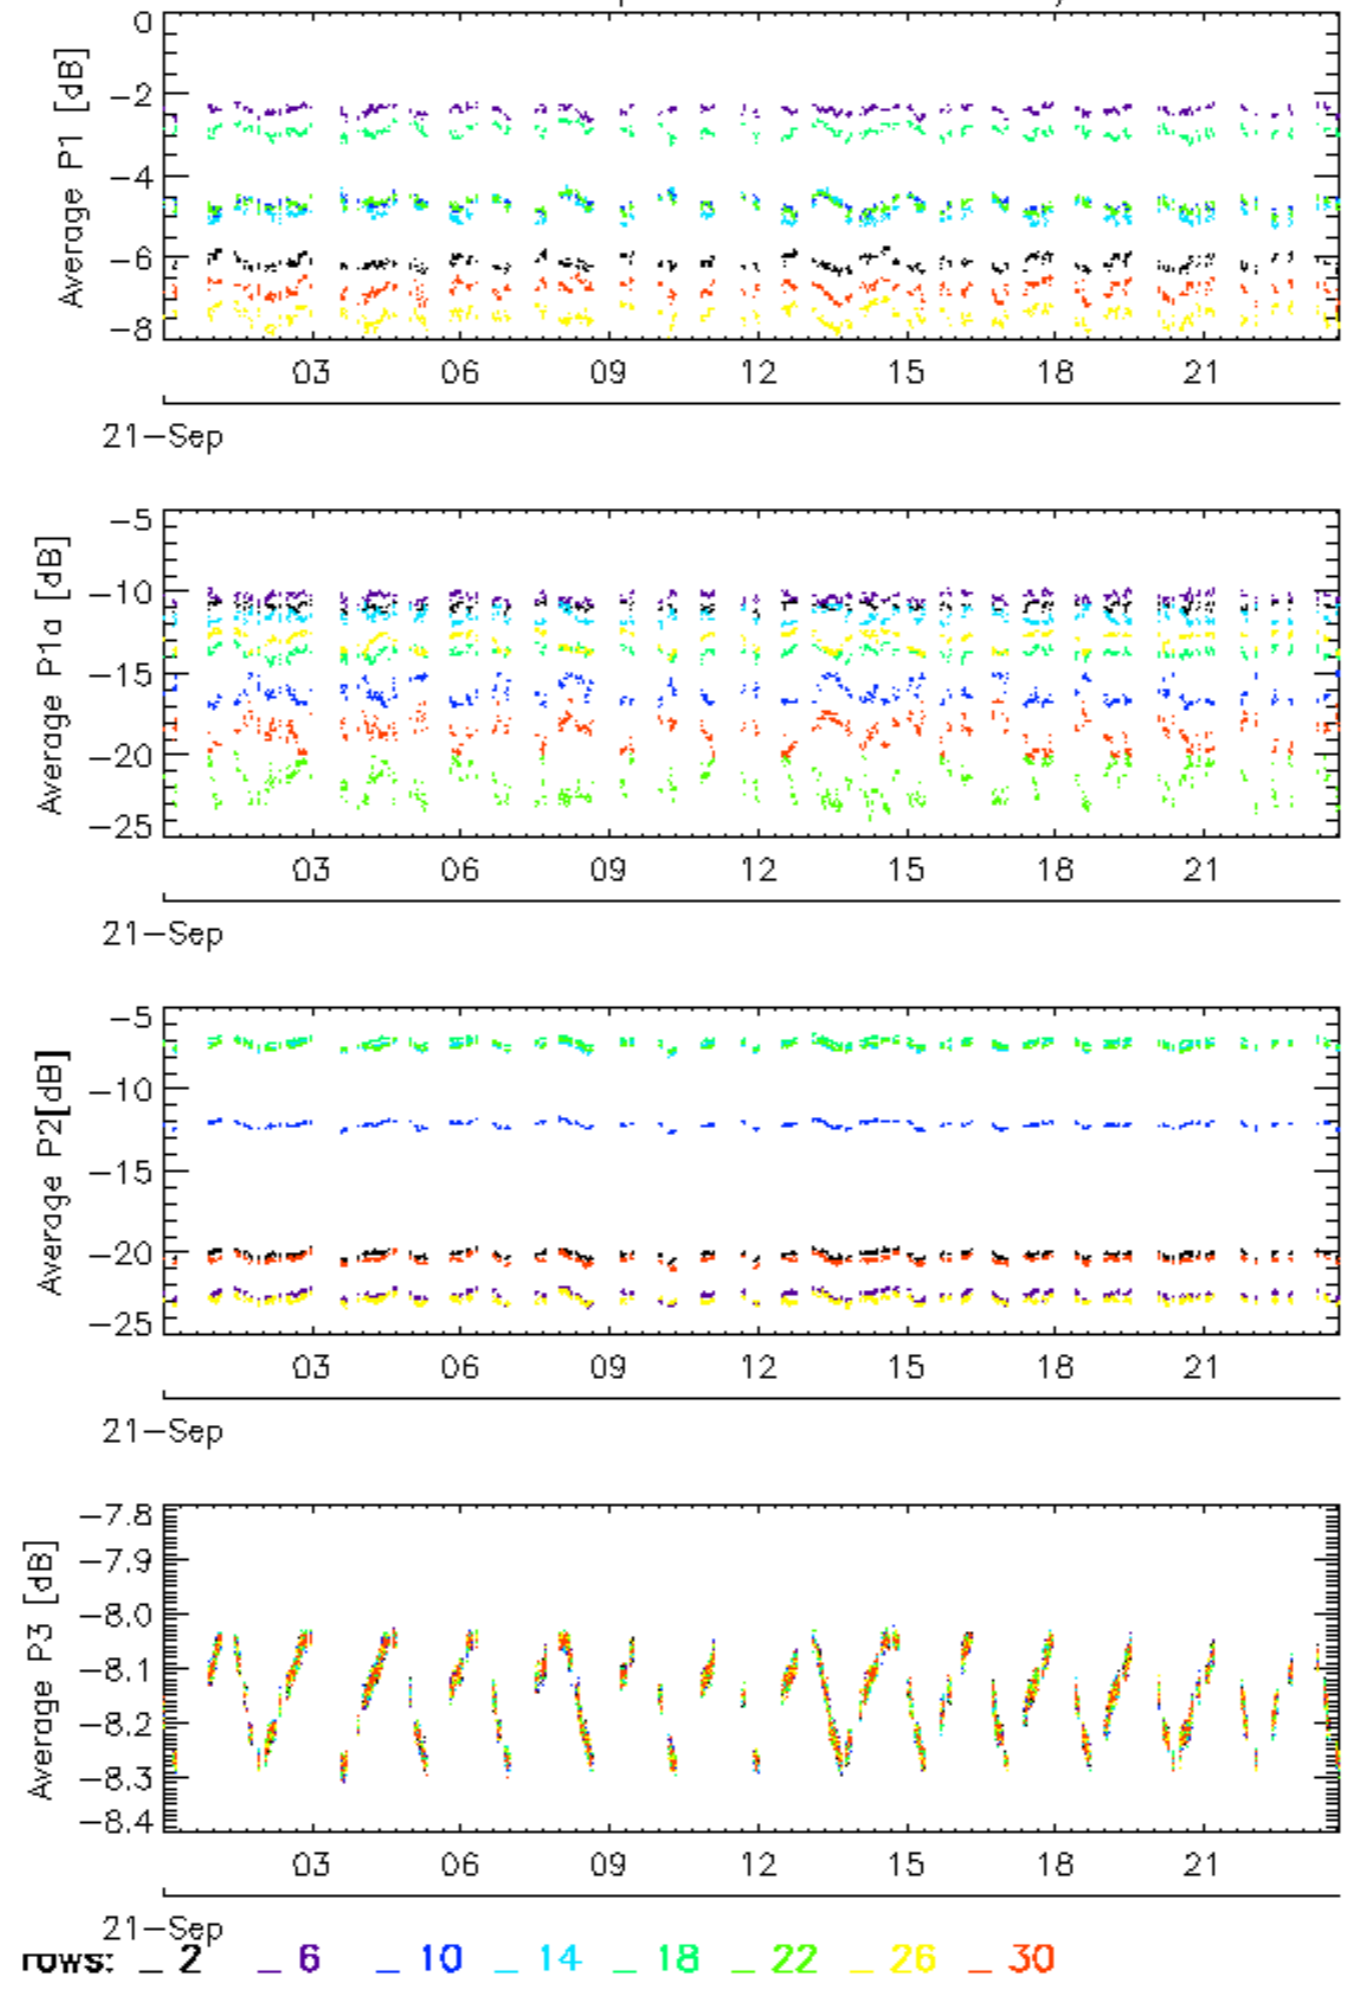 Average P1 [dB]
0
−2
−4
−6
−8
03 06 09 12 15 18 21
21−Sep
Average P1a [dB]
−5
−10
−15
−20
−25
03 06 09 12 15 18 21
21−Sep
Average P2[dB]
−5
−10
−15
−20
−25
03 06 09 12 15 18 21
21−Sep
Average P3 [dB]
−7.8
−7.9
−8.0
−8.1
−8.2
−8.3
−8.4
03 06 09 12 15 18 21
21−Sep
rows: _ 2 _ 6 _ 10 _ 14 _ 18 _ 22 _ 26 _ 30